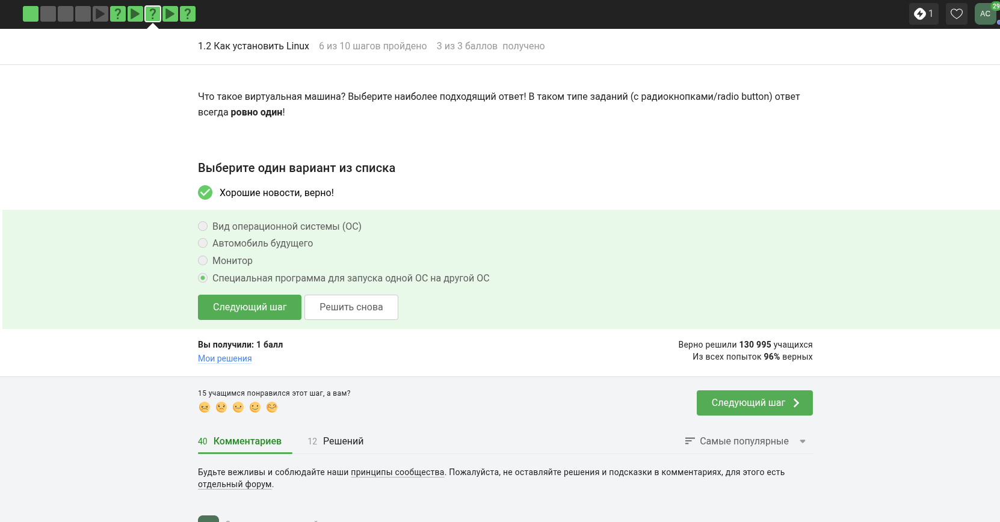 ? ? ?
1
AC
29
1.2 Как установить Linux 6 из 10 шагов пройдено 3 из 3 баллов получено
Что такое виртуальная машина? Выберите наиболее подходящий ответ! В таком типе заданий (с радиокнопками/radio button) ответ
всегда ровно один!
Выберите один вариант из списка
Хорошие новости, верно!
Вид операционной системы (ОС)
Автомобиль будущего
Монитор
Специальная программа для запуска одной ОС на другой ОС
Следующий шаг Решить снова
Вы получили: 1 балл
Мои решения
Верно решили 130 995 учащихся
Из всех попыток 96% верных
15 учащимся понравился этот шаг, а вам?
Следующий шаг
40 Комментариев 12 Решений Самые популярные
Будьте вежливы и соблюдайте наши принципы сообщества. Пожалуйста, не оставляйте решения и подсказки в комментариях, для этого есть
отдельный форум.